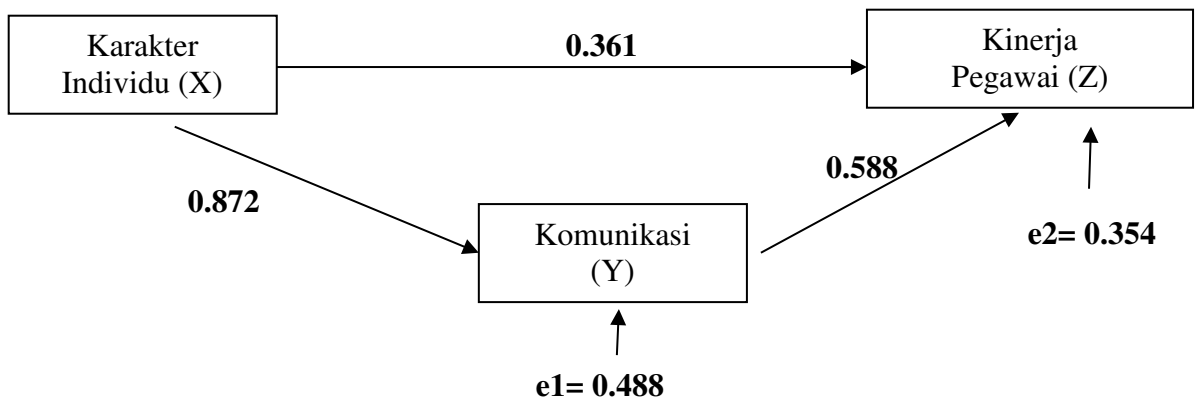 Karakter
Individu (X)
0.361
Kinerja
Pegawai (Z)
0.872
0.588
Komunikasi
(Y)
e2= 0.354
e1= 0.488